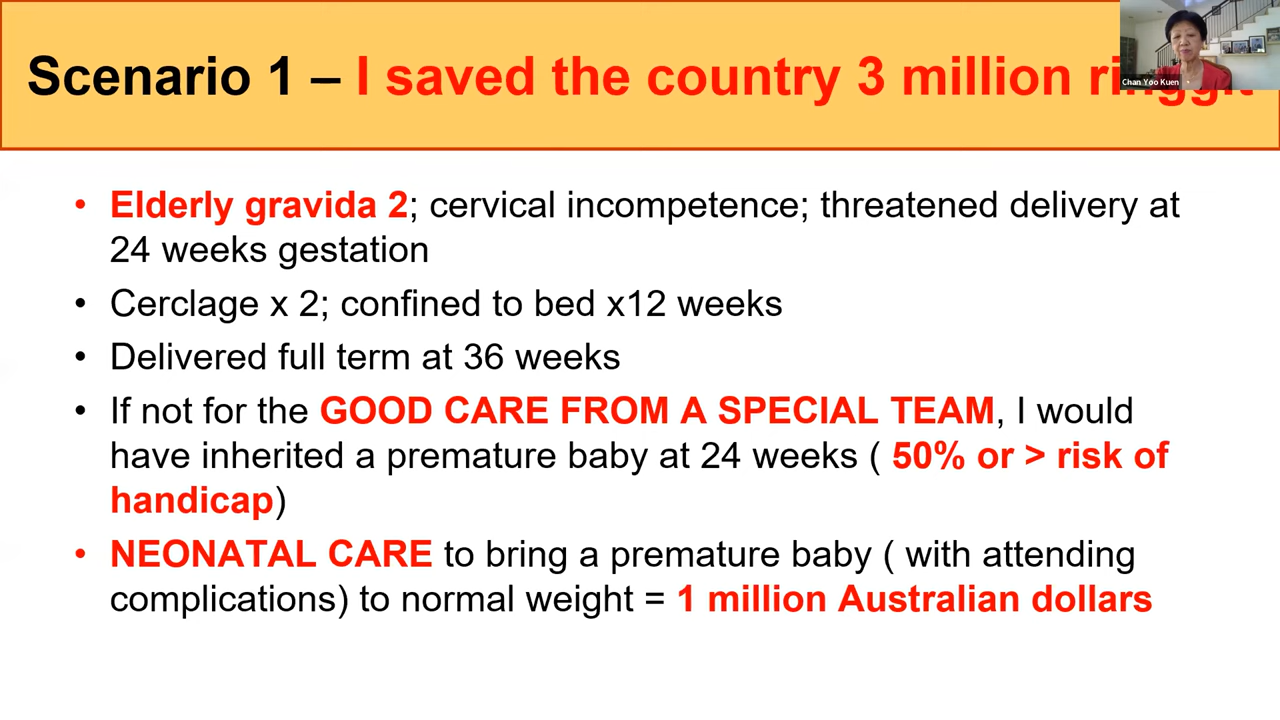 Scenario 1 – I saved the country 3 million ringgit
Chan Yoo Kuen
• Elderly gravida 2; cervical incompetence; threatened delivery at
24 weeks gestation
• Cerclage x 2; confined to bed x12 weeks
• Delivered full term at 36 weeks
• If not for the GOOD CARE FROM A SPECIAL TEAM, I would
have inherited a premature baby at 24 weeks ( 50% or > risk of
handicap)
• NEONATAL CARE to bring a premature baby ( with attending
complications) to normal weight = 1 million Australian dollars